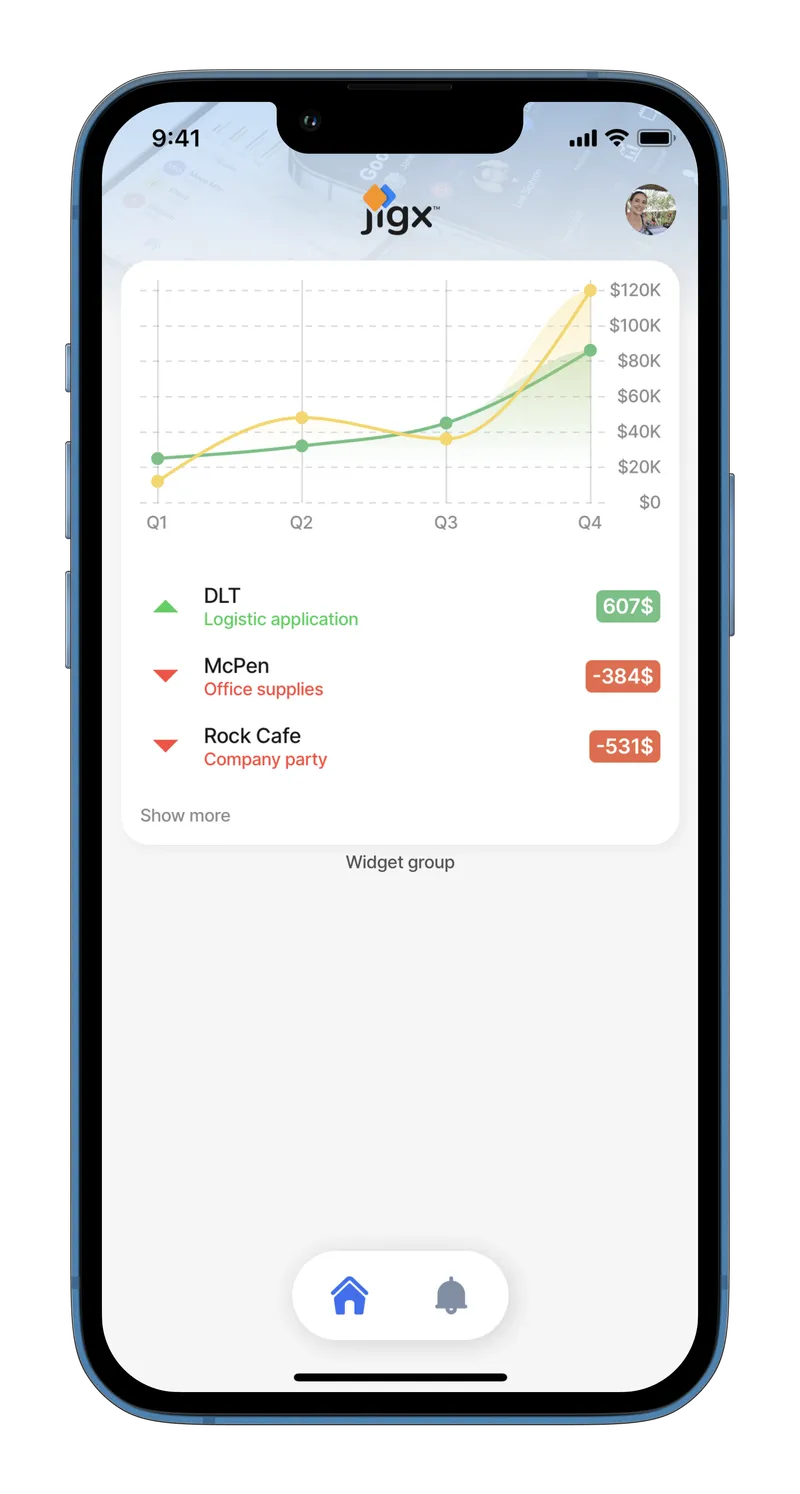 9:41
jigx™
$120K
$100K
$80K
$60K
$40K
$20K
$0
Q1 Q2 Q3 Q4
DLT
Logistic application
607$
McPen
Office supplies
-384$
Rock Cafe
Company party
-531$
Show more
Widget group